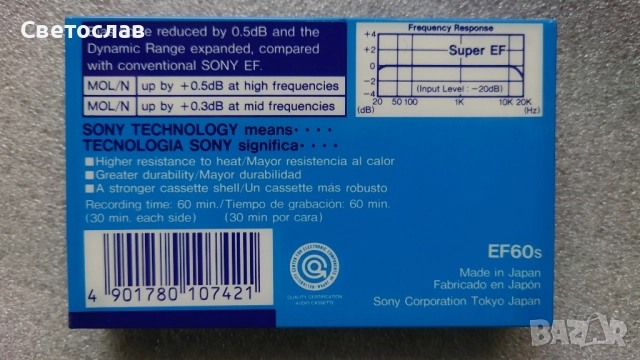 Светослав
reduced by 0.5dB and the
Dynamic Range expanded, compared
with conventional SONY EF.
MOL/N up by +0.5dB at high frequencies
MOL/N up by +0.3dB at mid frequencies
Frequency Response
+4
+2
0
-2
-4
(dB)
Super EF
(Input Level : -20dB)
20 50 100 1K 10K 20K
(Hz)
SONY TECHNOLOGY means····
TECNOLOGIA SONY significa····
■Higher resistance to heat/Mayor resistencia al calor
■Greater durability/Mayor durabilidad
■A stronger cassette shell/Un cassette más robusto
Recording time: 60 min./Tiempo de grabación: 60 min.
(30 min. each side) (30 min por cara)
4 901780 107421
QUALITY CERTIFICATION
AUDIO CASSETTE
EF60s
Made in Japan
Fabricado en Japón
Sony Corporation Tokyo Japan
bazar